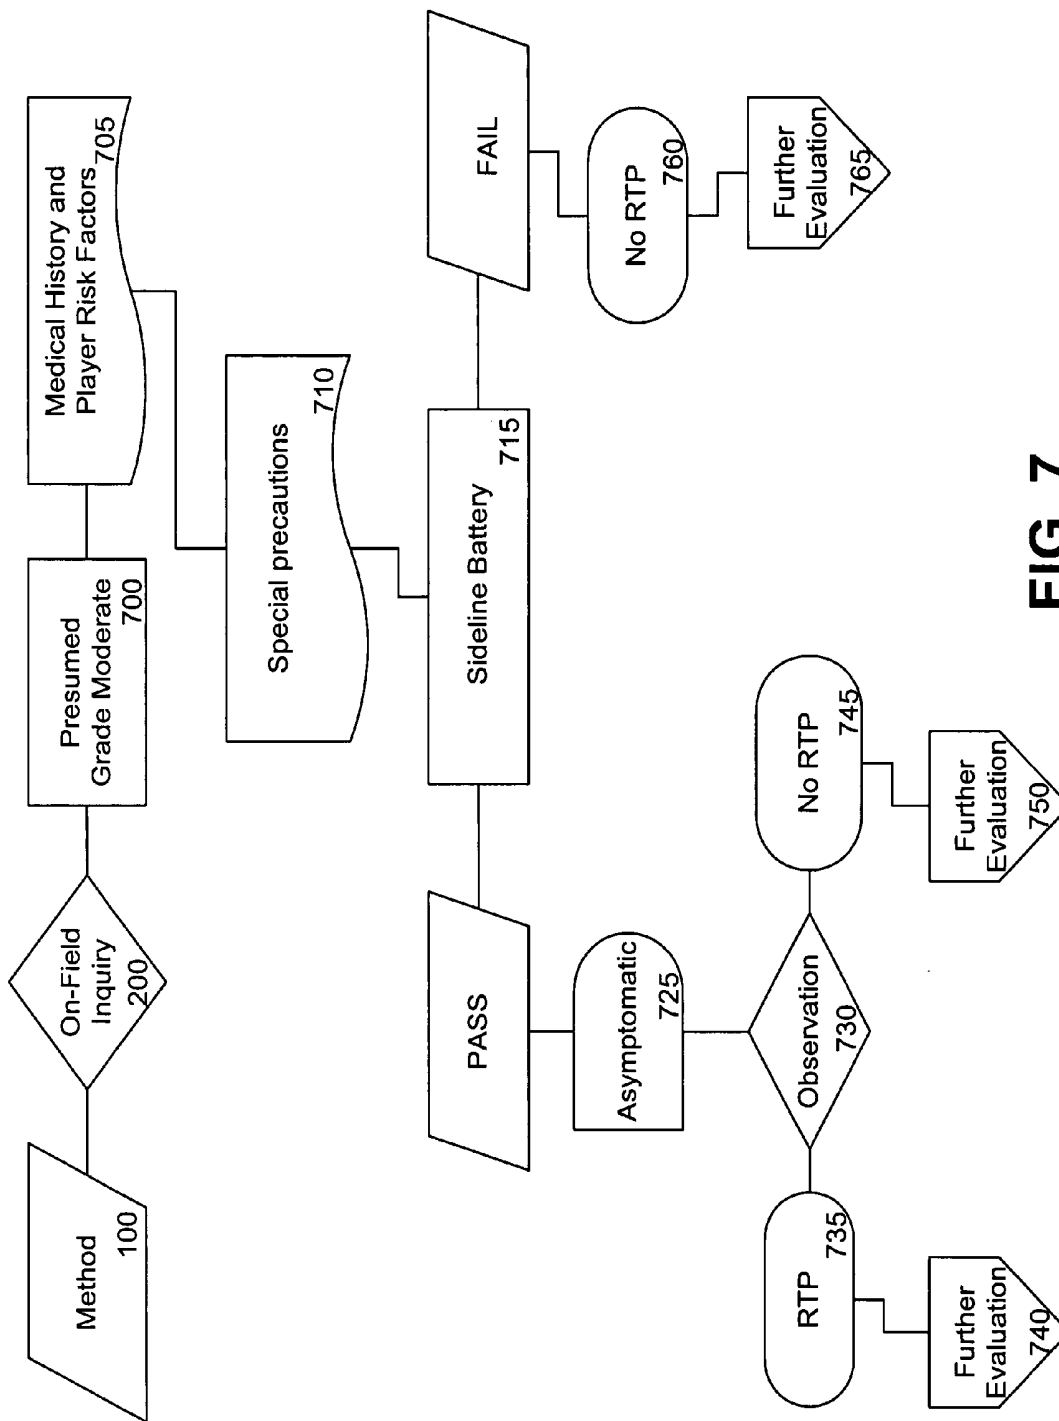 Method
100
On-Field
Inquiry
200
Presumed
Grade Moderate
700
Medical History and
Player Risk Factors
705
Special precautions
710
Sideline Battery
715
PASS
FAIL
Asymptomatic
725
No RTP
760
Observation
730
Further
Evaluation
765
RTP
735
No RTP
745
Further
Evaluation
740
Further
Evaluation
750
FIG. 7